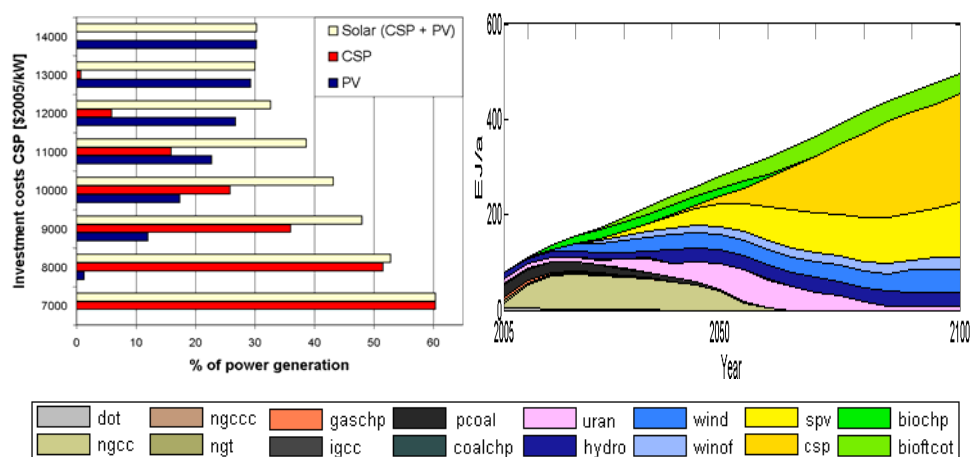 Investment costs CSP [$2005/kW]
14000
13000
12000
11000
10000
9000
8000
7000
Solar (CSP + PV)
CSP
PV
0 10 20 30 40 50 60
% of power generation
EJ/a
600
400
200
0
2005 2050 2100
Year
dot ngccc gaschp pcoal uran wind spv biochp
ngcc ngt igcc coalchp hydro winof csp bioftcot